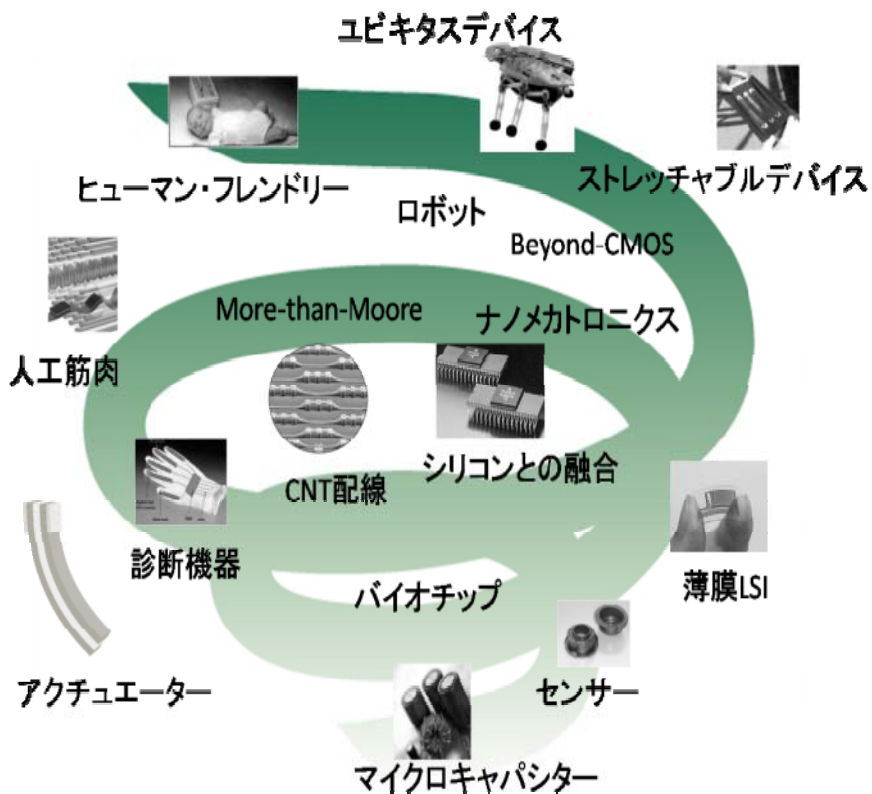 ユビキタスデバイス
ストレッチャブルデバイス
ヒューマン・フレンドリー
ロボット
Beyond-CMOS
More-than-Moore
ナノメカトロニクス
人工筋肉
シリコンとの融合
CNT配線
診断機器
薄膜LSI
バイオチップ
アクチュエーター
センサー
マイクロキャパシター